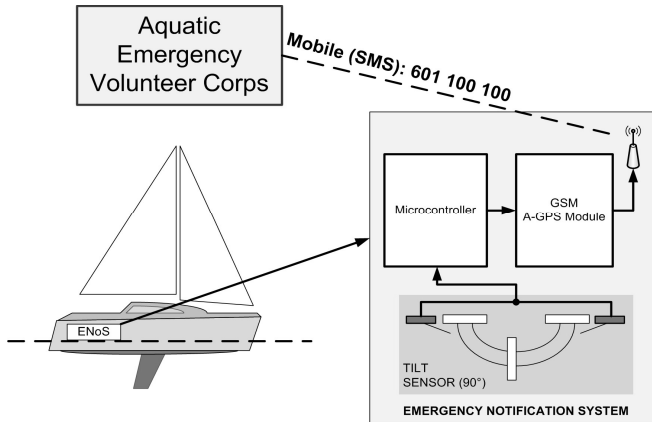 Aquatic
Emergency
Volunteer Corps
Mobile (SMS): 601 100 100
Microcontroller
GSM
A-GPS Module
ENoS
TILT
SENSOR (90°)
EMERGENCY NOTIFICATION SYSTEM